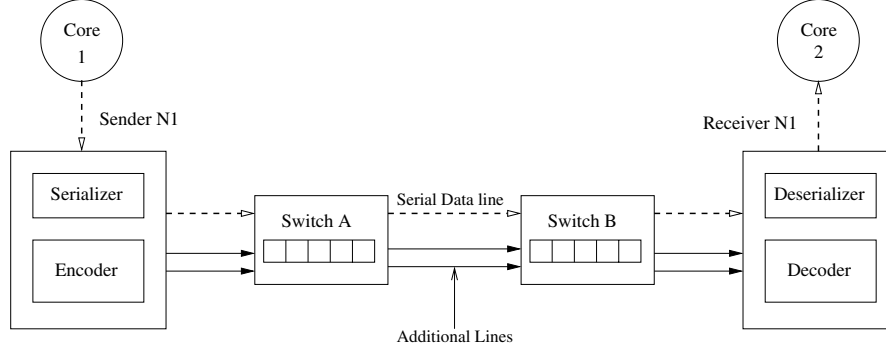 Core
1
Core
2
Sender N1
Receiver N1
Serializer
Serial Data line
Deserializer
Switch A
Switch B
Encoder
Decoder
Additional Lines